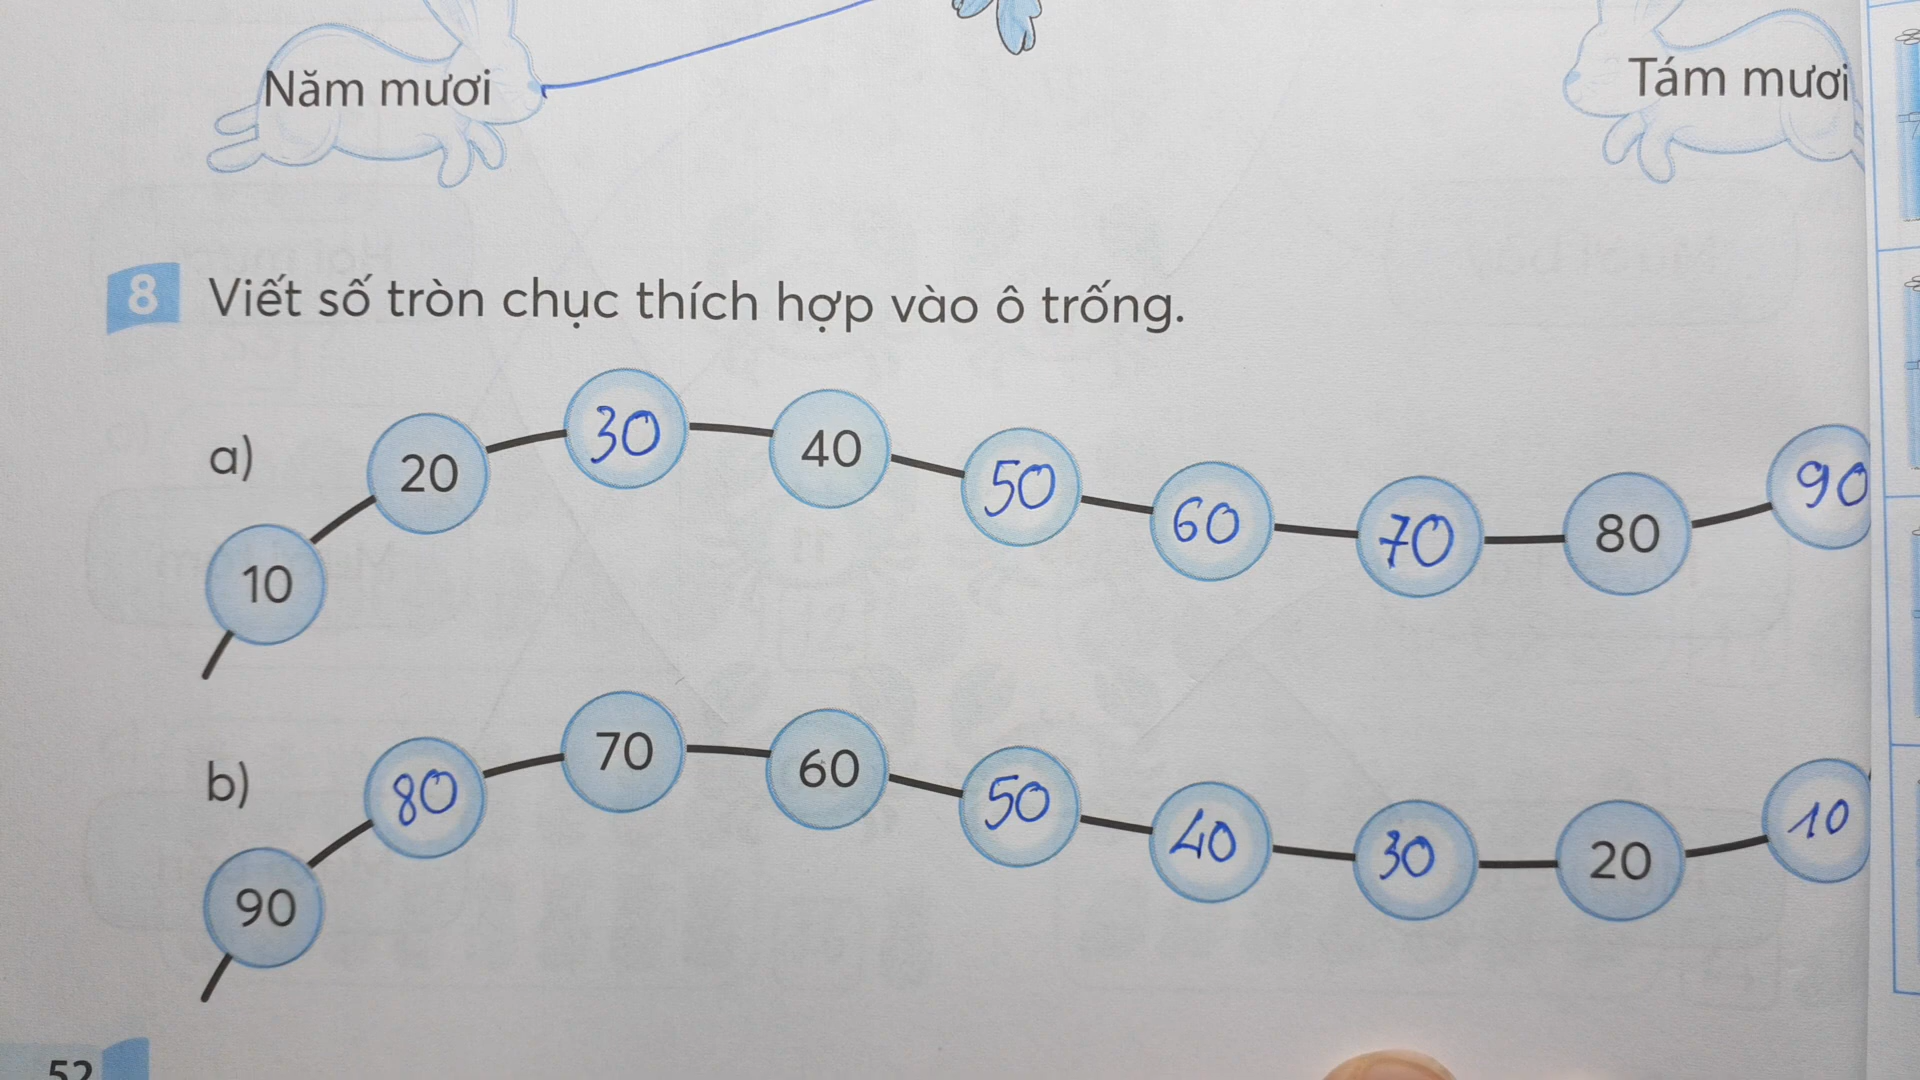 Năm mươi Tám mươi
8 Viết số tròn chục thích hợp vào ô trống.
a) 10 20 30 40 50 60 70 80 90
b) 90 80 70 60 50 40 30 20 10
52